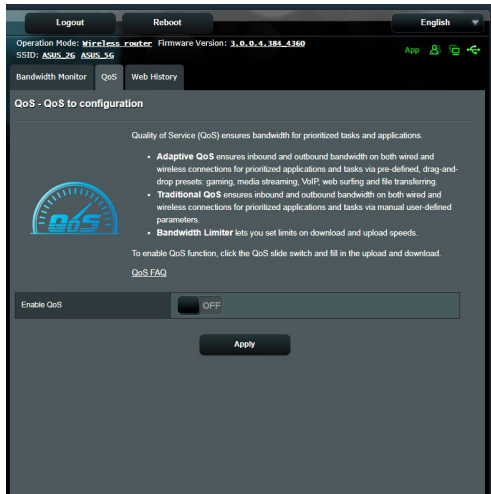 Logout Reboot English
Operation Mode: Wireless router Firmware Version: 3.0.0.4.384_4360
SSID: ASUS_2G ASUS_5G
App
Bandwidth Monitor QoS Web History
QoS - QoS to configuration
Quality of Service (QoS) ensures bandwidth for prioritized tasks and applications.
• Adaptive QoS ensures inbound and outbound bandwidth on both wired and
wireless connections for prioritized applications and tasks via pre-defined, drag-and-
drop presets: gaming, media streaming, VoIP, web surfing and file transferring.
• Traditional QoS ensures inbound and outbound bandwidth on both wired and
wireless connections for prioritized applications and tasks via manual user-defined
parameters.
• Bandwidth Limiter lets you set limits on download and upload speeds.
QoS
To enable QoS function, click the QoS slide switch and fill in the upload and download.
QoS FAQ
Enable QoS OFF
Apply